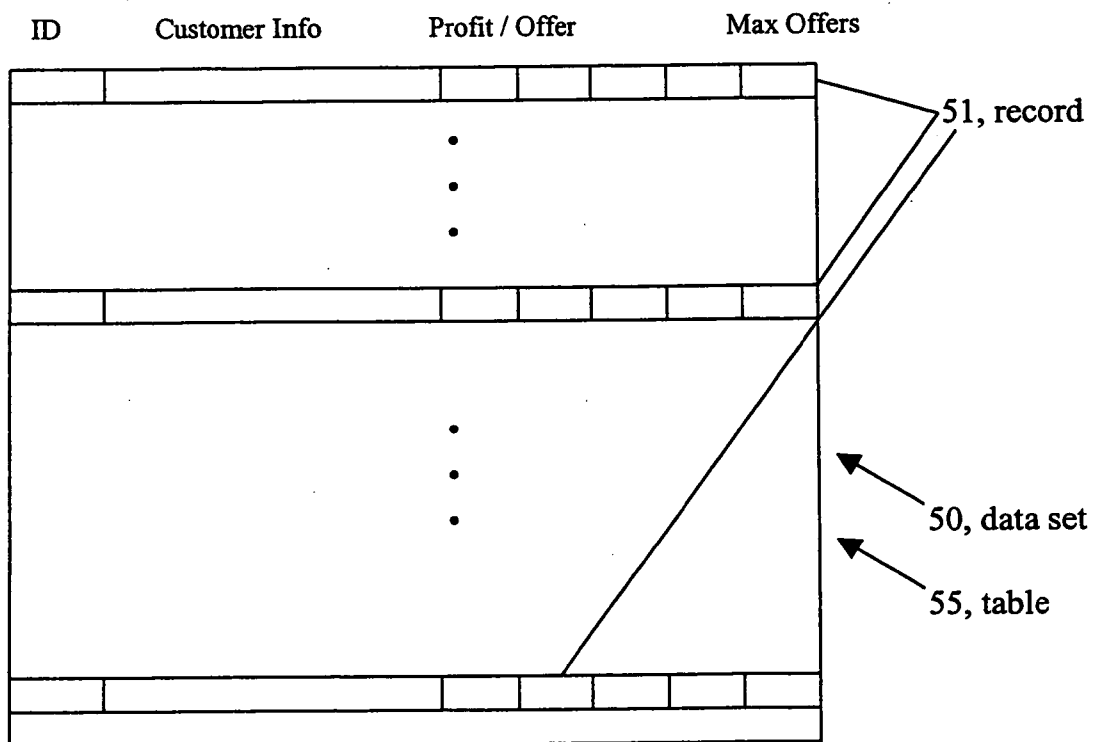 ID Customer Info Profit / Offer Max Offers
51, record
50, data set
55, table